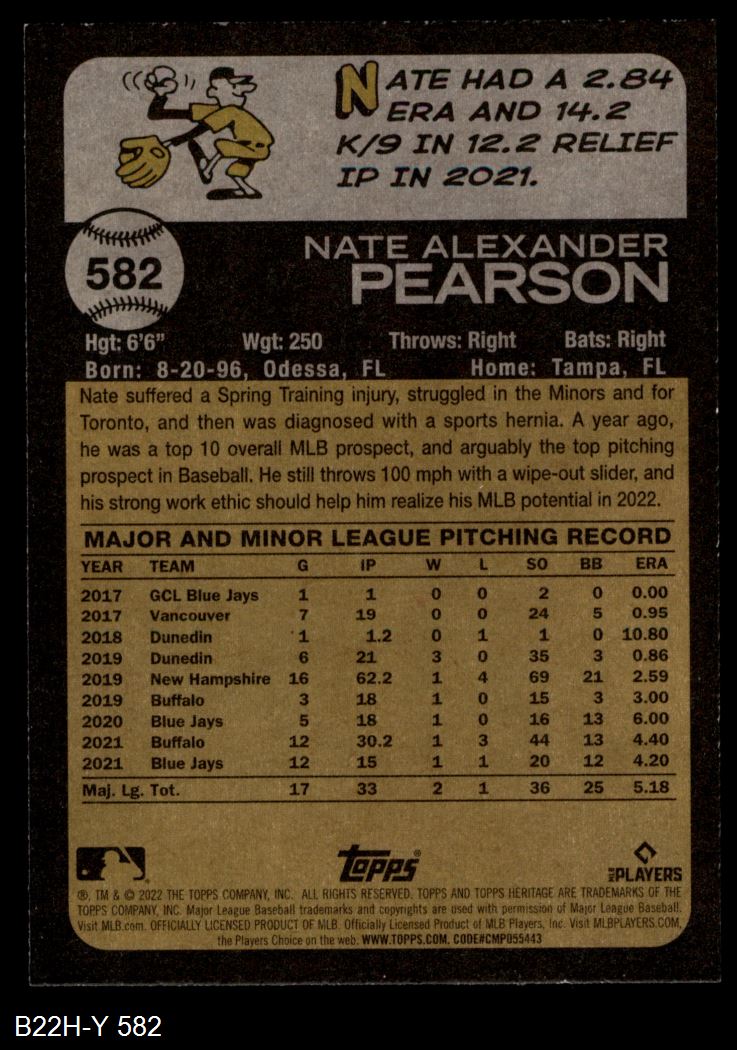 NATE HAD A 2.84
ERA AND 14.2
K/9 IN 12.2 RELIEF
IP IN 2021.
582
NATE ALEXANDER
PEARSON
Hgt: 6'6" Wgt: 250 Throws: Right Bats: Right
Born: 8-20-96, Odessa, FL Home: Tampa, FL
Nate suffered a Spring Training injury, struggled in the Minors and for
Toronto, and then was diagnosed with a sports hernia. A year ago,
he was a top 10 overall MLB prospect, and arguably the top pitching
prospect in Baseball. He still throws 100 mph with a wipe-out slider, and
his strong work ethic should help him realize his MLB potential in 2022.
MAJOR AND MINOR LEAGUE PITCHING RECORD
YEAR TEAM G IP W L SO BB ERA
2017 GCL Blue Jays 1 1 0 0 2 0 0.00
2017 Vancouver 7 19 0 0 24 5 0.95
2018 Dunedin 1 1.2 0 1 1 0 10.80
2019 Dunedin 6 21 3 0 35 3 0.86
2019 New Hampshire 16 62.2 1 4 69 21 2.59
2019 Buffalo 3 18 1 0 15 3 3.00
2020 Blue Jays 5 18 1 0 16 13 6.00
2021 Buffalo 12 30.2 1 3 44 13 4.40
2021 Blue Jays 12 15 1 1 20 12 4.20
Maj. Lg. Tot. 17 33 2 1 36 25 5.18
TOPPS® MLB PLAYERS
®, TM & © 2022 THE TOPPS COMPANY, INC. ALL RIGHTS RESERVED. TOPPS AND TOPPS HERITAGE ARE TRADEMARKS OF THE
TOPPS COMPANY, INC. Major League Baseball trademarks and copyrights are used with permission of Major League Baseball.
Visit MLB.com. OFFICIALLY LICENSED PRODUCT OF MLB. Officially Licensed Product of MLB Players, Inc. Visit MLBPLAYERS.COM,
the Players Choice on the web. WWW.TOPPS.COM. CODE#CMP055443
B22H-Y 582